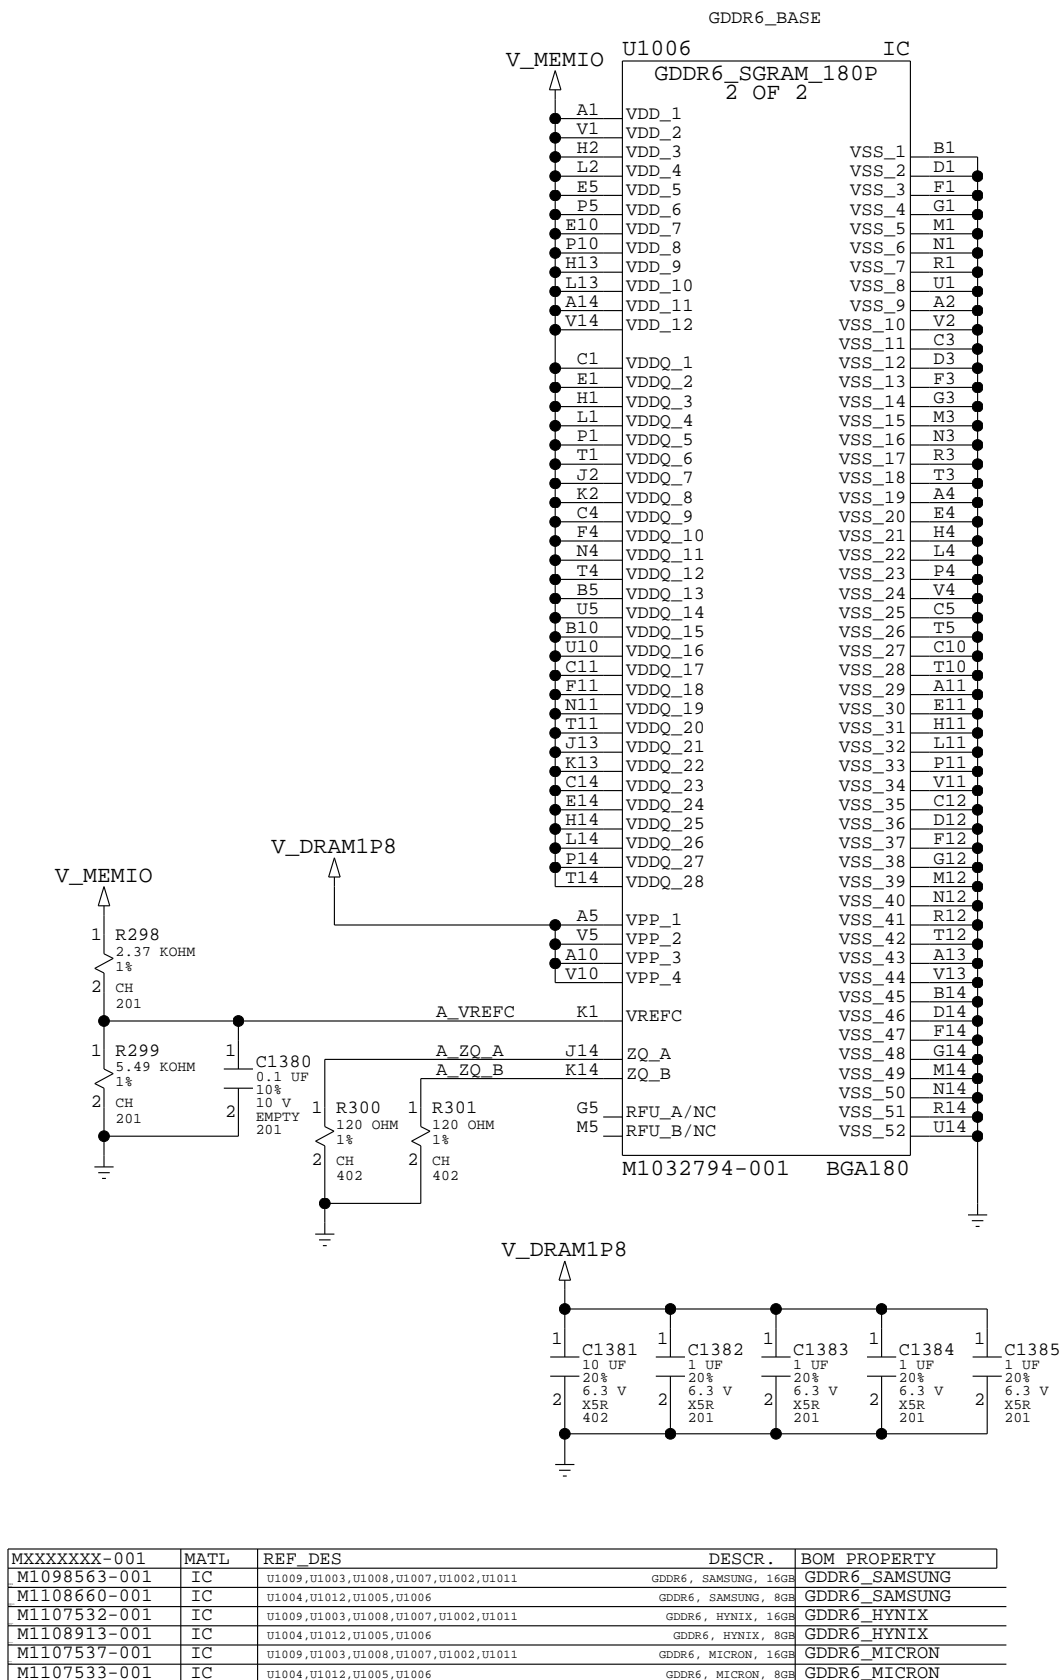 GDDR6_BASE
U1006 IC
V_MEMIO
GDDR6_SGRAM_180P
2 OF 2
A1 VDD_1
V1 VDD_2
H2 VDD_3
L2 VDD_4
E5 VDD_5
P5 VDD_6
E10 VDD_7
P10 VDD_8
H13 VDD_9
L13 VDD_10
A14 VDD_11
V14 VDD_12
C1 VDDQ_1
E1 VDDQ_2
H1 VDDQ_3
L1 VDDQ_4
P1 VDDQ_5
T1 VDDQ_6
J2 VDDQ_7
K2 VDDQ_8
C4 VDDQ_9
F4 VDDQ_10
N4 VDDQ_11
T4 VDDQ_12
B5 VDDQ_13
U5 VDDQ_14
B10 VDDQ_15
U10 VDDQ_16
C11 VDDQ_17
F11 VDDQ_18
N11 VDDQ_19
T11 VDDQ_20
J13 VDDQ_21
K13 VDDQ_22
C14 VDDQ_23
E14 VDDQ_24
H14 VDDQ_25
L14 VDDQ_26
P14 VDDQ_27
T14 VDDQ_28
A5 VPP_1
V5 VPP_2
A10 VPP_3
V10 VPP_4
A_VREFC K1 VREFC
A_ZQ_A J14 ZQ_A
A_ZQ_B K14 ZQ_B
G5 RFU_A/NC
M5 RFU_B/NC
VSS_1 B1
VSS_2 D1
VSS_3 F1
VSS_4 G1
VSS_5 M1
VSS_6 N1
VSS_7 R1
VSS_8 U1
VSS_9 A2
VSS_10 V2
VSS_11 C3
VSS_12 D3
VSS_13 F3
VSS_14 G3
VSS_15 M3
VSS_16 N3
VSS_17 R3
VSS_18 T3
VSS_19 A4
VSS_20 E4
VSS_21 H4
VSS_22 L4
VSS_23 P4
VSS_24 V4
VSS_25 C5
VSS_26 T5
VSS_27 C10
VSS_28 T10
VSS_29 A11
VSS_30 E11
VSS_31 H11
VSS_32 L11
VSS_33 P11
VSS_34 V11
VSS_35 C12
VSS_36 D12
VSS_37 F12
VSS_38 G12
VSS_39 M12
VSS_40 N12
VSS_41 R12
VSS_42 T12
VSS_43 A13
VSS_44 V13
VSS_45 B14
VSS_46 D14
VSS_47 F14
VSS_48 G14
VSS_49 M14
VSS_50 N14
VSS_51 R14
VSS_52 U14
M1032794-001 BGA180
V_DRAM1P8
V_MEMIO
1 R298
2.37 KOHM
1%
2 CH
201
1 R299
5.49 KOHM
1%
2 CH
201
1 C1380
0.1 UF
10%
10 V
2 EMPTY
201
1 R300
120 OHM
1%
2 CH
402
1 R301
120 OHM
1%
2 CH
402
V_DRAM1P8
1 C1381
10 UF
20%
6.3 V
2 X5R
402
1 C1382
1 UF
20%
6.3 V
2 X5R
201
1 C1383
1 UF
20%
6.3 V
2 X5R
201
1 C1384
1 UF
20%
6.3 V
2 X5R
201
1 C1385
1 UF
20%
6.3 V
2 X5R
201
MXXXXXXX-001 MATL REF_DES DESCR. BOM PROPERTY
M1098563-001 IC U1009,U1003,U1008,U1007,U1002,U1011 GDDR6, SAMSUNG, 16GB GDDR6_SAMSUNG
M1108660-001 IC U1004,U1012,U1005,U1006 GDDR6, SAMSUNG, 8GB GDDR6_SAMSUNG
M1107532-001 IC U1009,U1003,U1008,U1007,U1002,U1011 GDDR6, HYNIX, 16GB GDDR6_HYNIX
M1108913-001 IC U1004,U1012,U1005,U1006 GDDR6, HYNIX, 8GB GDDR6_HYNIX
M1107537-001 IC U1009,U1003,U1008,U1007,U1002,U1011 GDDR6, MICRON, 16GB GDDR6_MICRON
M1107533-001 IC U1004,U1012,U1005,U1006 GDDR6, MICRON, 8GB GDDR6_MICRON